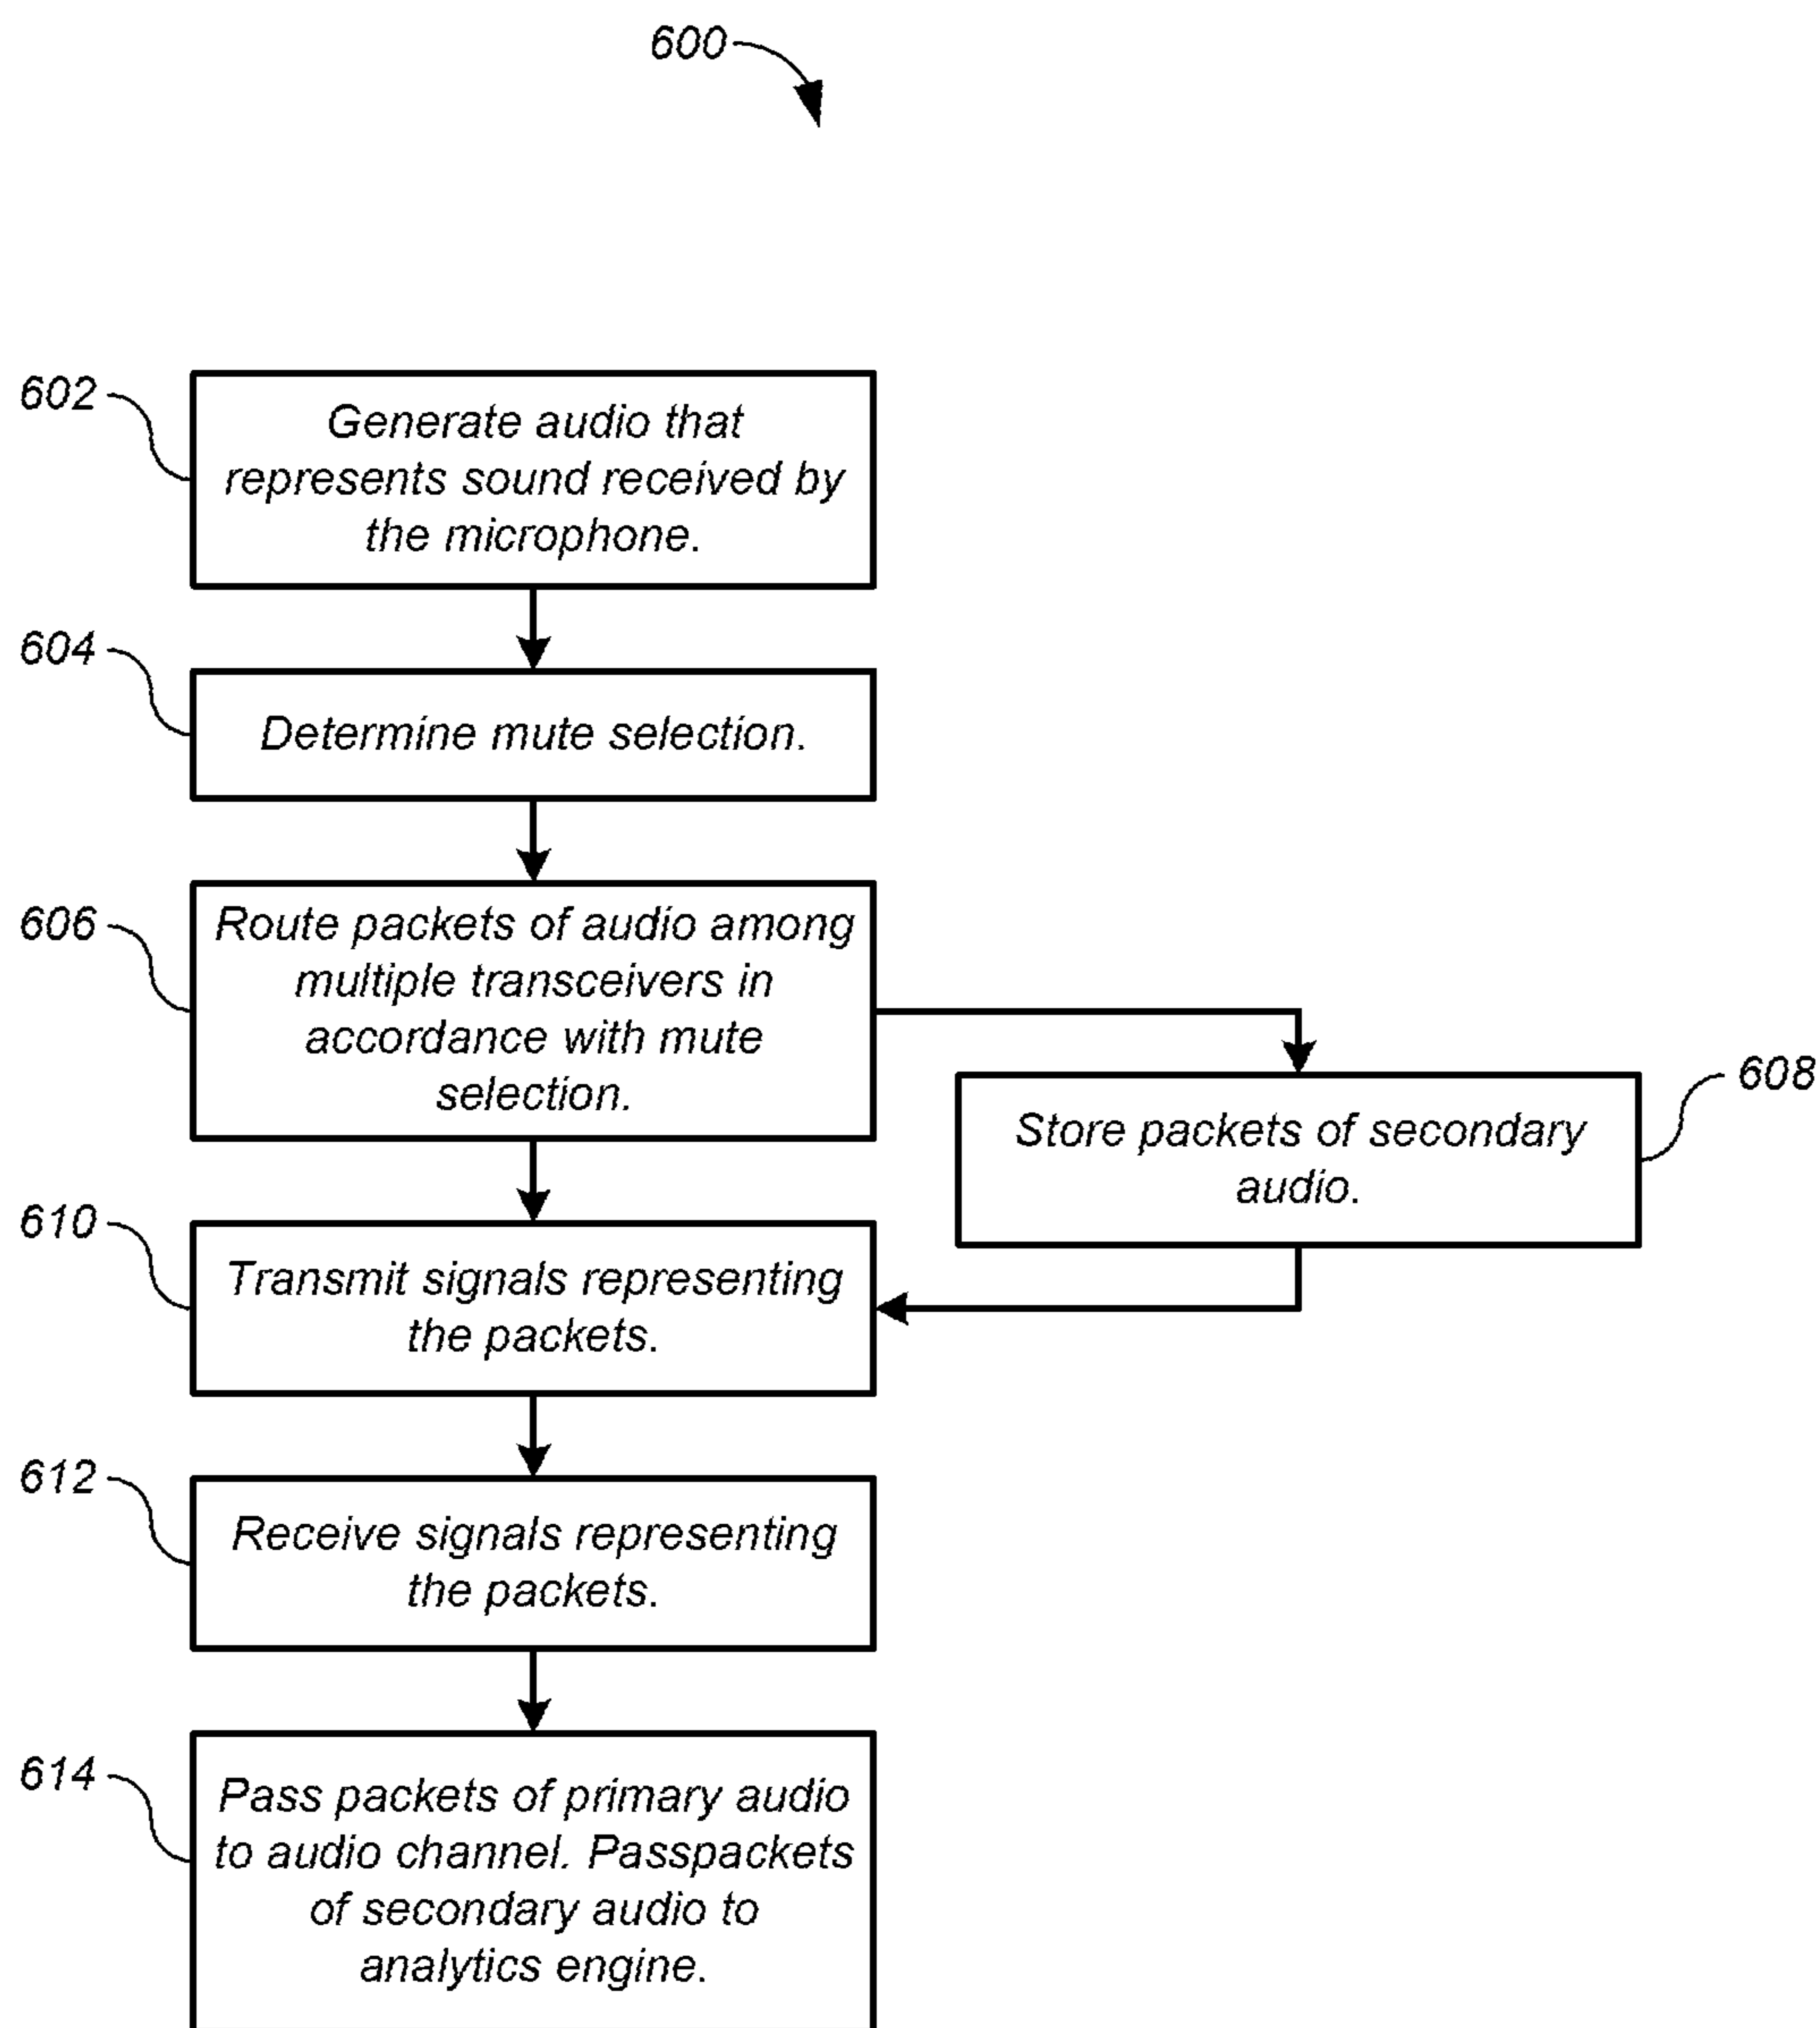 600
602
Generate audio that
represents sound received by
the microphone.
604
Determine mute selection.
606
Route packets of audio among
multiple transceivers in
accordance with mute
selection.
608
Store packets of secondary
audio.
610
Transmit signals representing
the packets.
612
Receive signals representing
the packets.
614
Pass packets of primary audio
to audio channel. Passpackets
of secondary audio to
analytics engine.